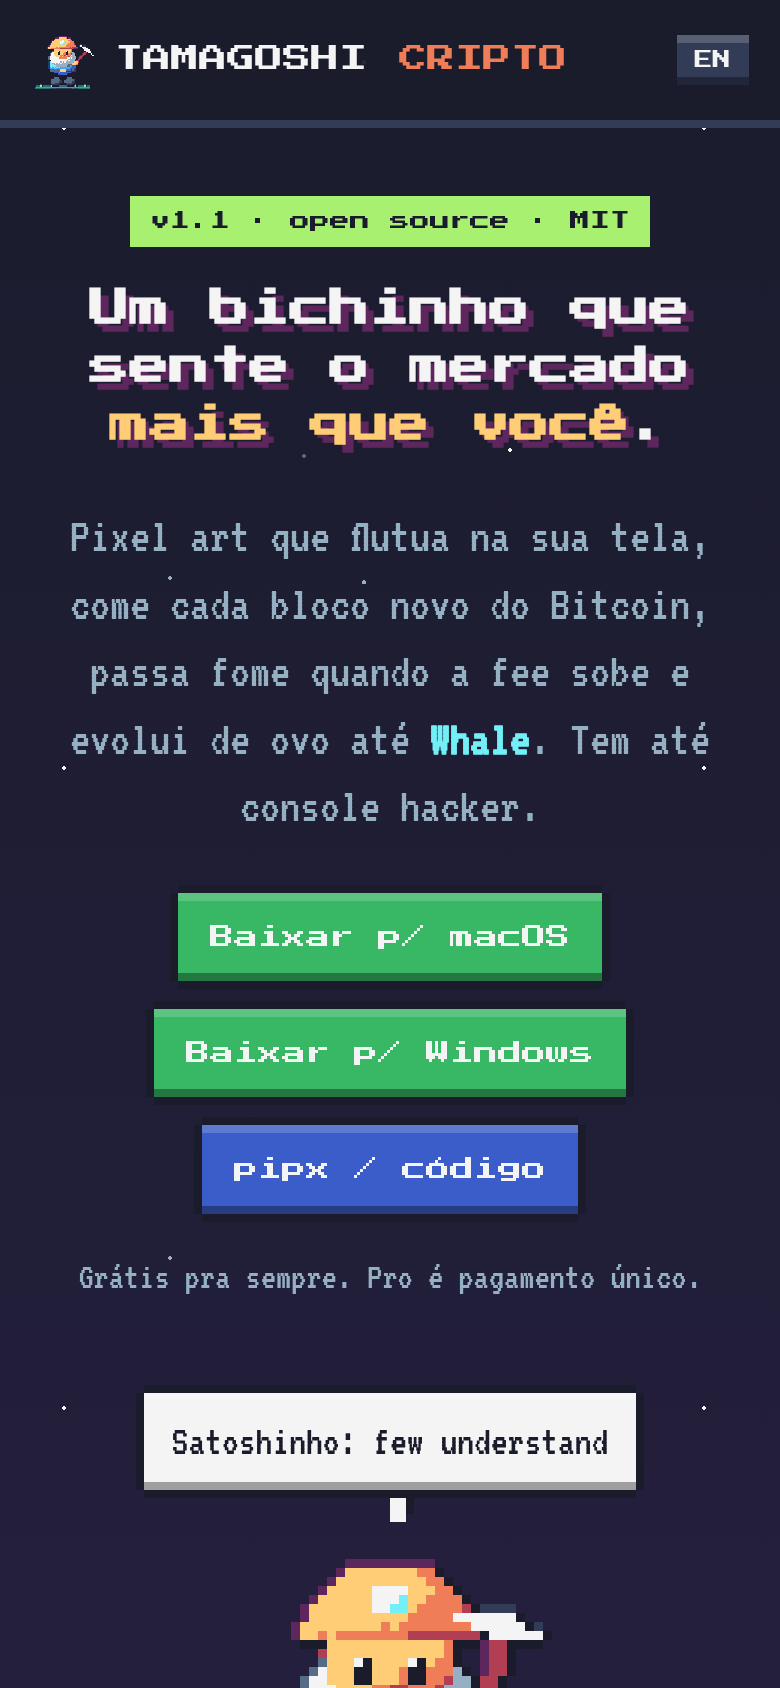 TAMAGOSHI CRIPTO
EN
v1.1 · open source · MIT
Um bichinho que
sente o mercado
mais que você.
Pixel art que flutua na sua tela,
come cada bloco novo do Bitcoin,
passa fome quando a fee sobe e
evolui de ovo até Whale. Tem até
console hacker.
Baixar p/ macOS
Baixar p/ Windows
pipx / código
Grátis pra sempre. Pro é pagamento único.
Satoshinho: few understand